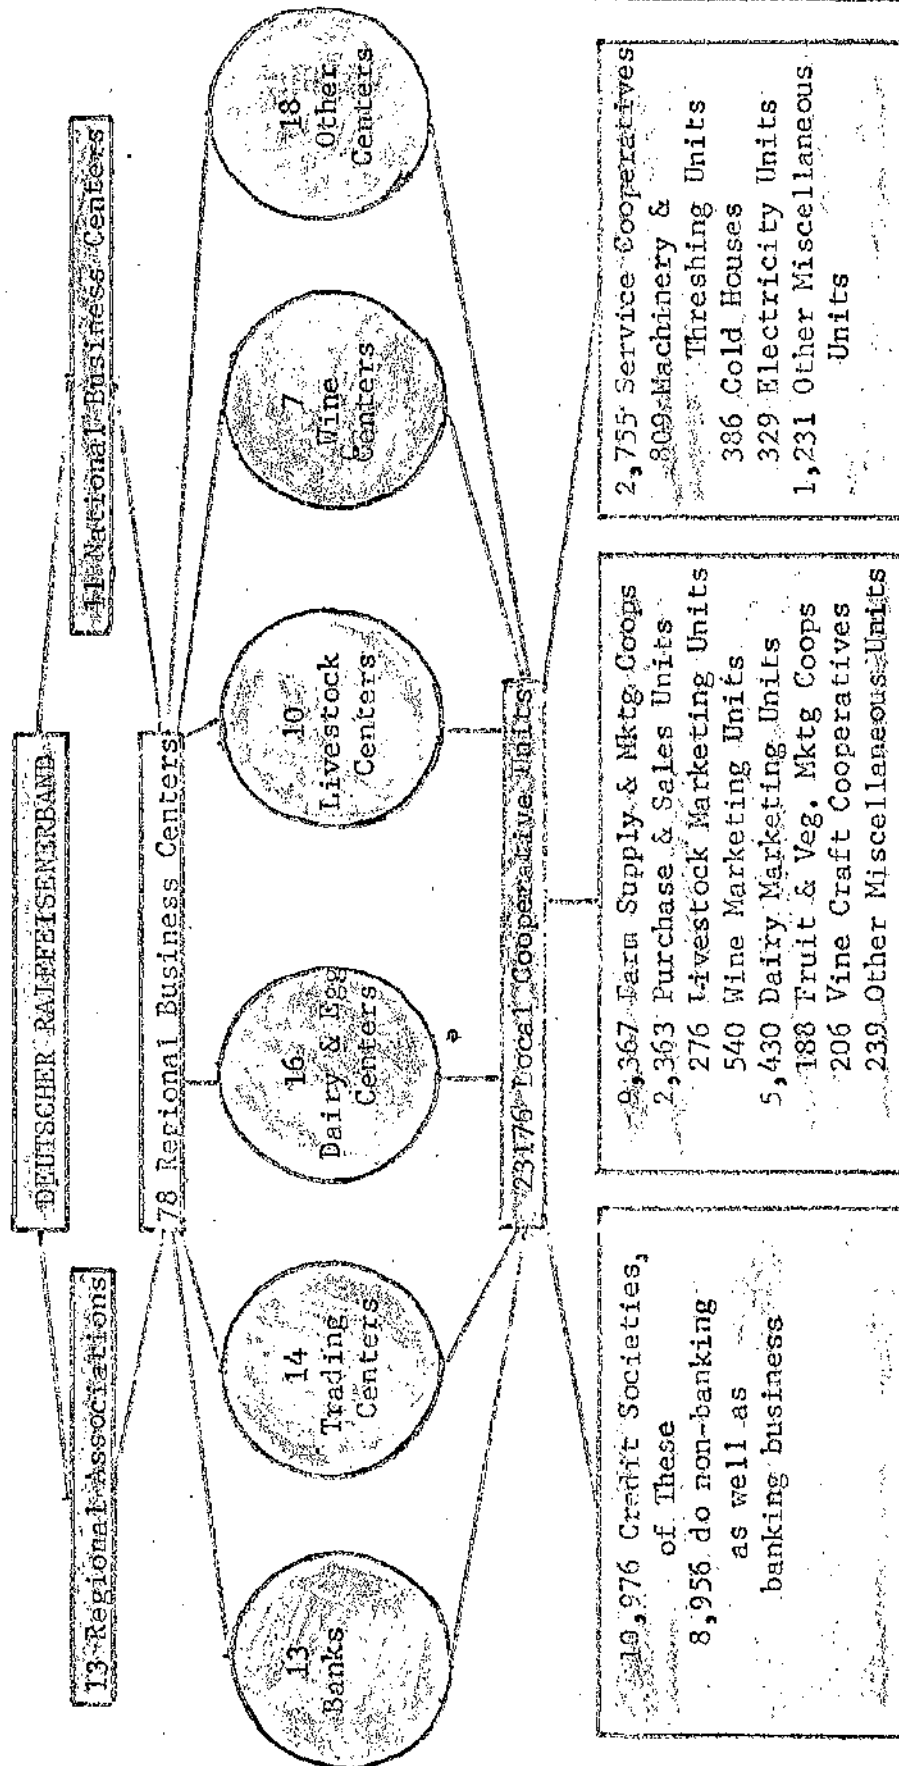 DEUTSCHER RAIFFEISENERBAND
13 Regional Associations
11 National Business Centers
78 Regional Business Centers
13
Banks
14
Trading
Centers
16
Dairy & Egg
Centers
10
Livestock
Centers
7
Wine
Centers
18
Other
Centers
23176 Local Cooperative Units
10,976 Credit Societies,
of These
8,956 do non-banking
as well as
banking business
9,367 Farm Supply & Mktg Coops
2,363 Purchase & Sales Units
276 Livestock Marketing Units
540 Wine Marketing Units
5,430 Dairy Marketing Units
188 Fruit & Veg. Mktg Coops
206 Vine Craft Cooperatives
239 Other Miscellaneous Units
2,755 Service Cooperatives
809 Machinery &
Threshing Units
386 Cold Houses
329 Electricity Units
1,231 Other Miscellaneous
Units